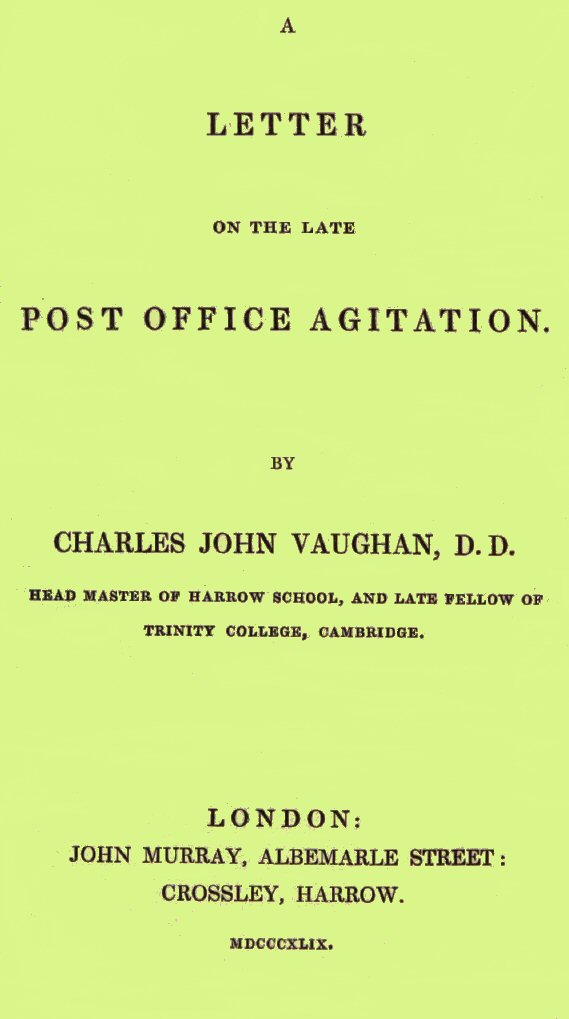 A
LETTER
ON THE LATE
POST OFFICE AGITATION.
BY
CHARLES JOHN VAUGHAN, D. D.
HEAD MASTER OF HARROW SCHOOL, AND LATE FELLOW OF
TRINITY COLLEGE, CAMBRIDGE.
LONDON:
JOHN MURRAY, ALBEMARLE STREET:
CROSSLEY, HARROW.
MDCCCXLIX.